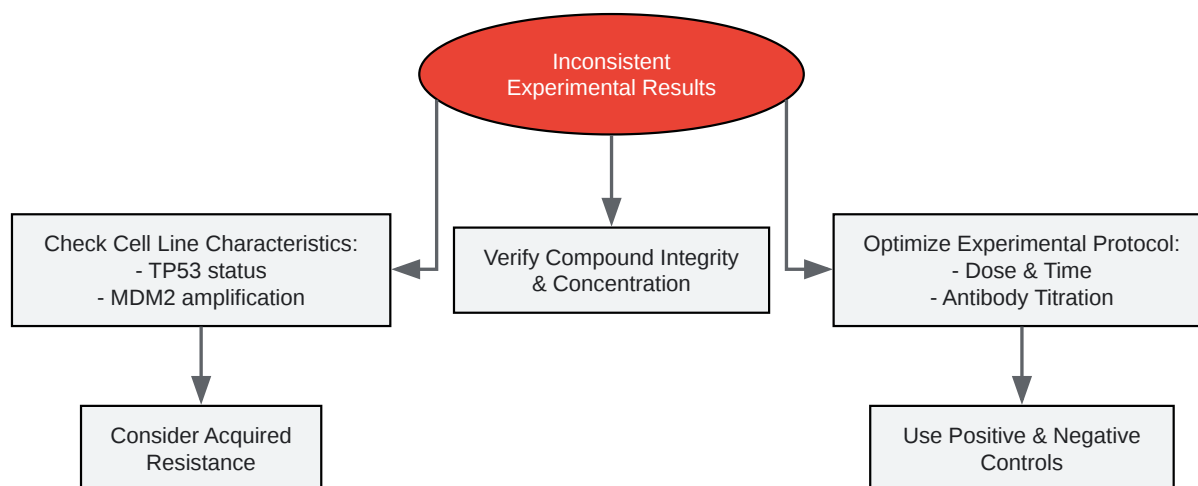 Inconsistent
Experimental Results
Check Cell Line Characteristics:
- TP53 status
- MDM2 amplification
Verify Compound Integrity
& Concentration
Optimize Experimental Protocol:
- Dose & Time
- Antibody Titration
Consider Acquired
Resistance
Use Positive & Negative
Controls